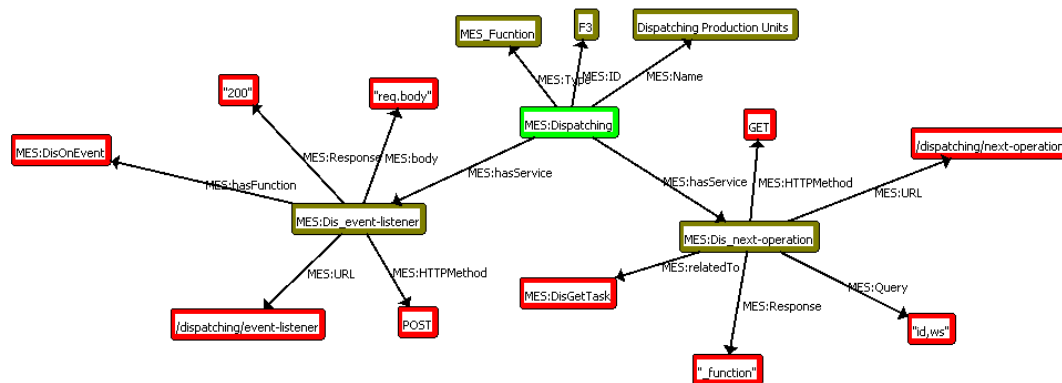 F3
MES_Fucntion
Dispatching Production Units
MES:Type
MES:ID
MES:Name
"200"
"req.body"
MES:Dispatching
GET
/dispatching/next-operation
MES:DisOnEvent
MES:Response
MES:body
MES:hasFunction
MES:hasService
MES:hasService
MES:HTTPMethod
MES:URL
MES:Dis_event-listener
MES:Dis_next-operation
MES:URL
MES:HTTPMethod
MES:relatedTo
MES:Query
MES:DisGetTask
MES:Response
/dispatching/event-listener
POST
"id,ws"
"_function"